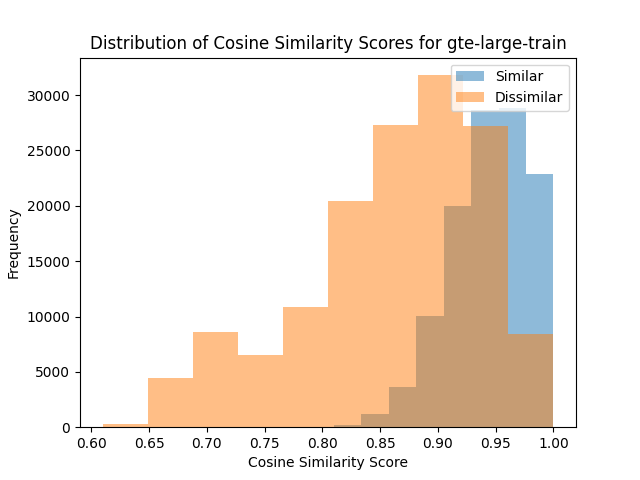 Distribution of Cosine Similarity Scores for gte-large-train
Similar
Dissimilar
30000
25000
20000
15000
10000
5000
0
Frequency
0.60 0.65 0.70 0.75 0.80 0.85 0.90 0.95 1.00
Cosine Similarity Score